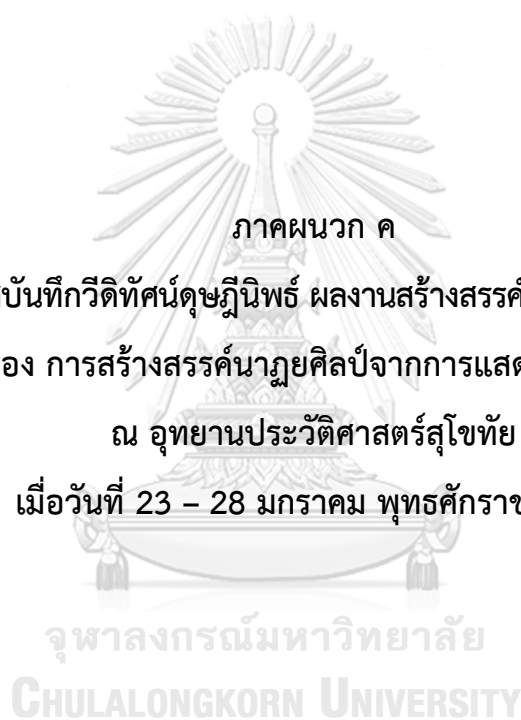 ภาคผนวก ค
บันทึกวีดิทัศน์ดุษฎีนิพธ์ ผลงานสร้างสรรค์
การสร้างสรรค์นาฏยศิลป์จากการแสด
ณ อุทยานประวัติศาสตร์สุโขทัย
เมื่อวันที่ 23 – 28 มกราคม พุทธศักราช
จุฬาลงกรณ์มหาวิทยาลัย
CHULALONGKORN UNIVERSITY